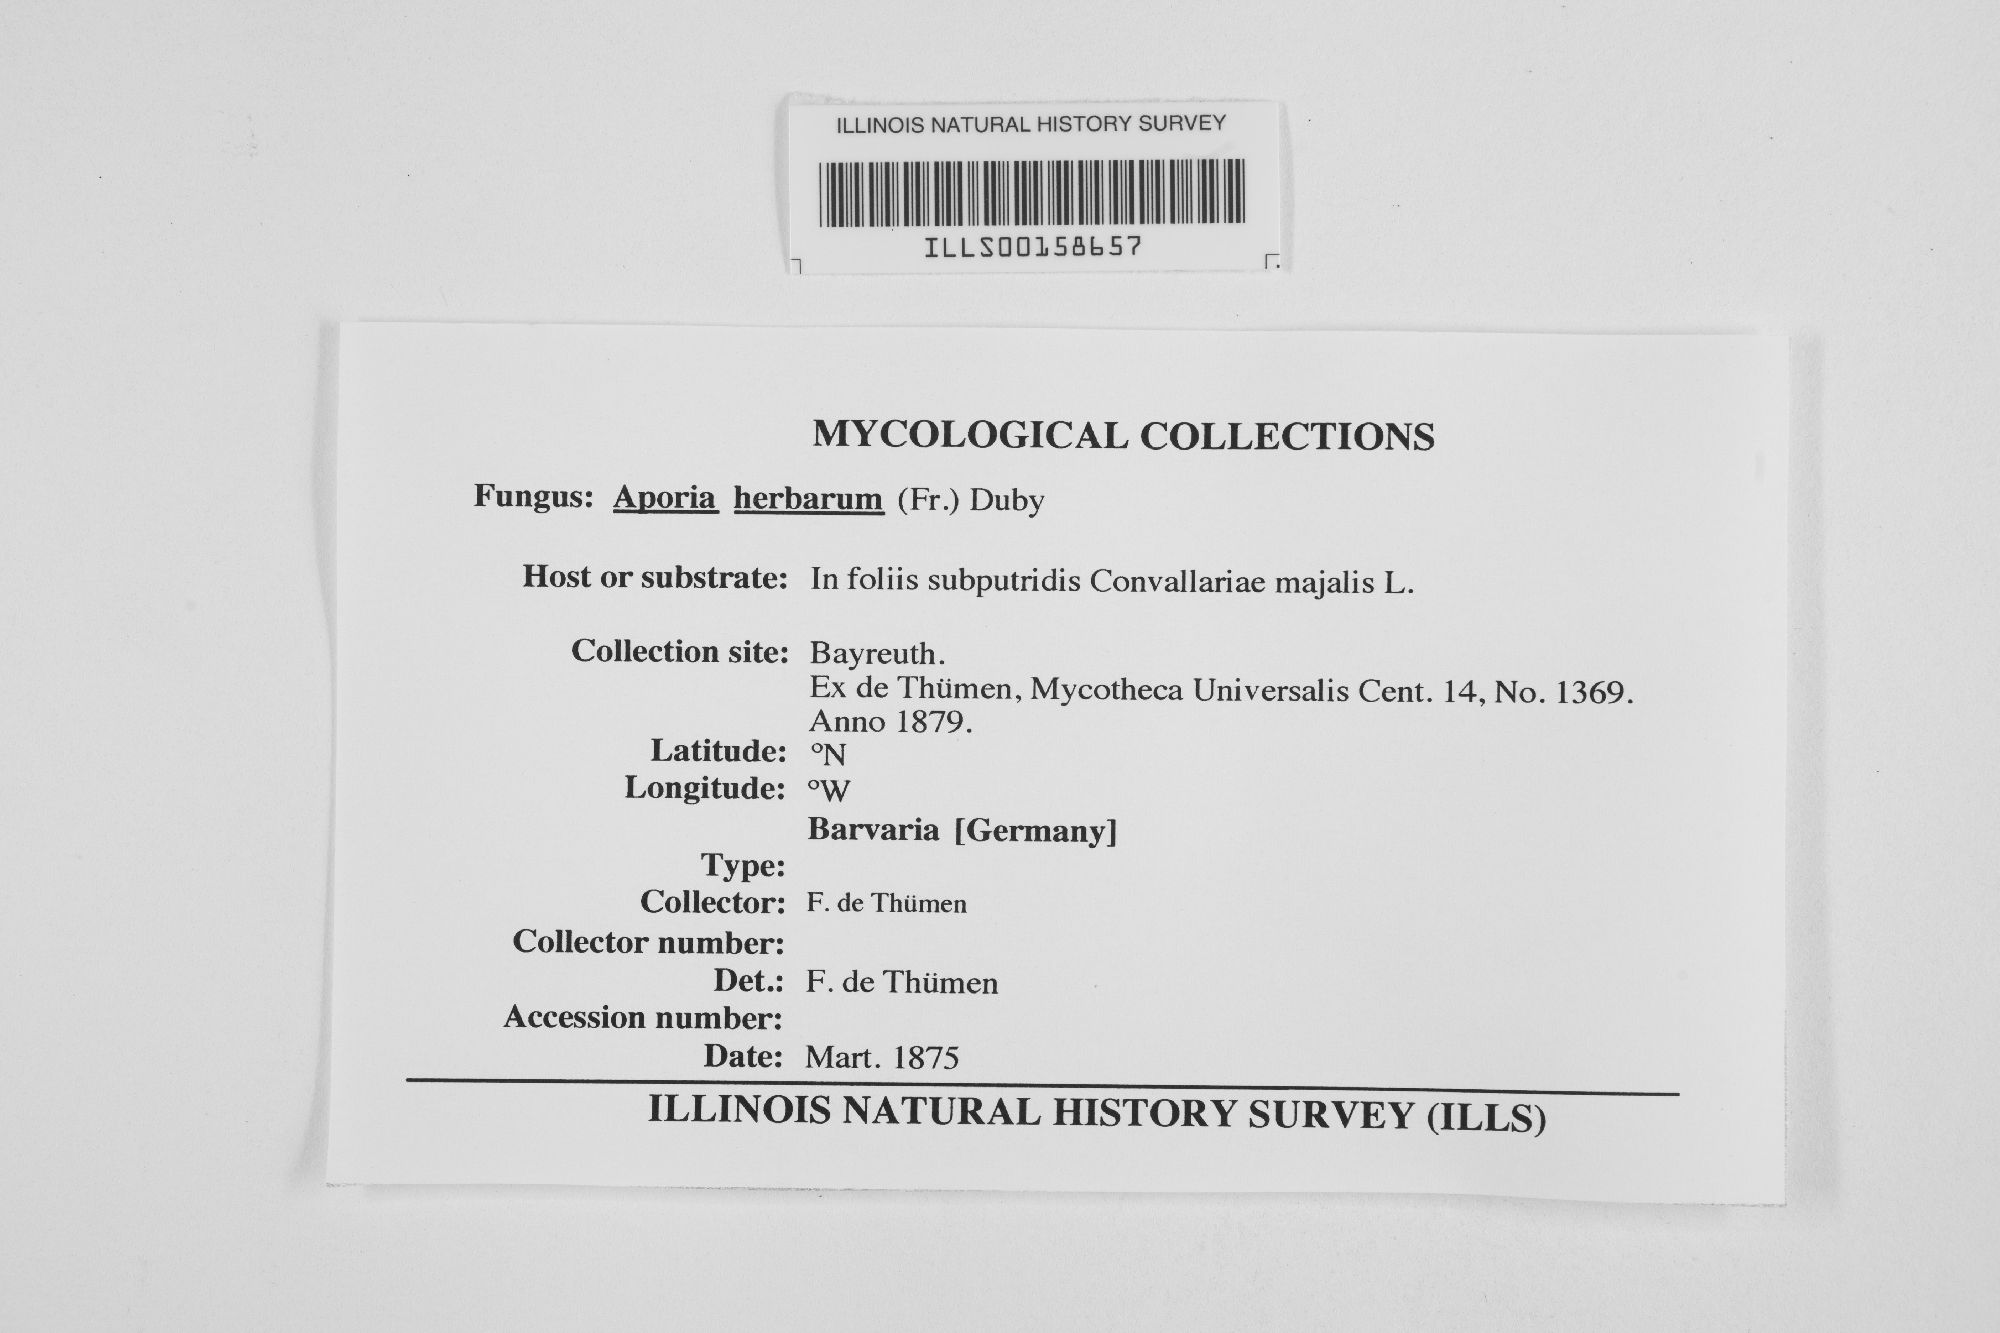 ILLINOIS NATURAL HISTORY SURVEY
ILLS00158657
MYCOLOGICAL COLLECTIONS
Fungus: Aporia herbarum (Fr.) Duby
Host or substrate: In foliis subputridis Convallariae majalis L.
Collection site: Bayreuth.
Ex de Thümen, Mycotheca Universalis Cent. 14, No. 1369.
Anno 1879.
Latitude: °N
Longitude: °W
Barvaria [Germany]
Type:
Collector: F. de Thümen
Collector number:
Det.: F. de Thümen
Accession number:
Date: Mart. 1875
ILLINOIS NATURAL HISTORY SURVEY (ILLS)